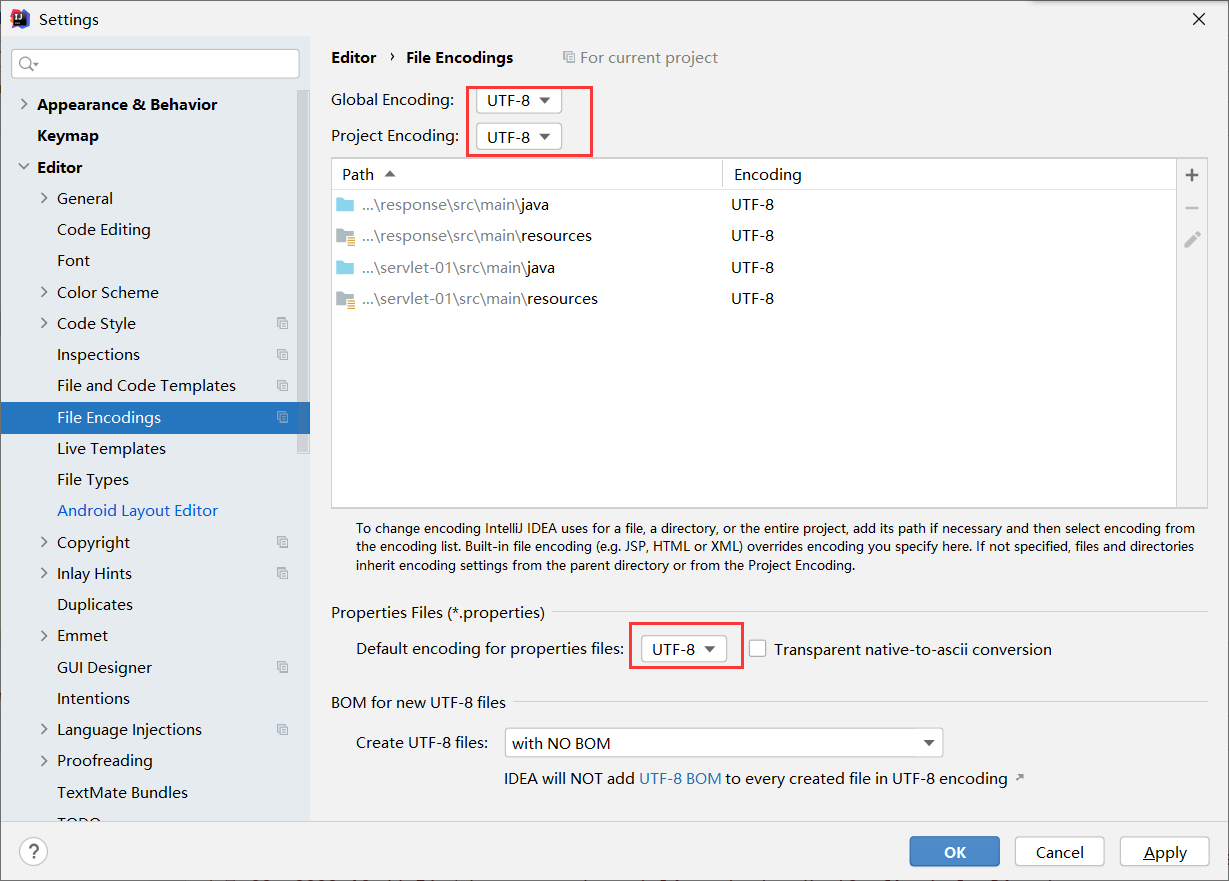 Settings
Appearance & Behavior
Keymap
Editor
General
Code Editing
Font
Color Scheme
Code Style
Inspections
File and Code Templates
File Encodings
Live Templates
File Types
Android Layout Editor
Copyright
Inlay Hints
Duplicates
Emmet
GUI Designer
Intentions
Language Injections
Proofreading
TextMate Bundles
TODO
Editor › File Encodings For current project
Global Encoding: UTF-8
Project Encoding: UTF-8
Path Encoding
...\response\src\main\java UTF-8
...\response\src\main\resources UTF-8
...\servlet-01\src\main\java UTF-8
...\servlet-01\src\main\resources UTF-8
To change encoding IntelliJ IDEA uses for a file, a directory, or the entire project, add its path if necessary and then select encoding from
the encoding list. Built-in file encoding (e.g. JSP, HTML or XML) overrides encoding you specify here. If not specified, files and directories
inherit encoding settings from the parent directory or from the Project Encoding.
Properties Files (*.properties)
Default encoding for properties files: UTF-8 Transparent native-to-ascii conversion
BOM for new UTF-8 files
Create UTF-8 files: with NO BOM
IDEA will NOT add UTF-8 BOM to every created file in UTF-8 encoding ↗
? OK Cancel Apply